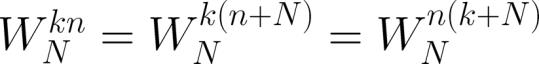 $W_N^{kn} = W_N^{k(n+N)} = W_N^{n(k+N)}$